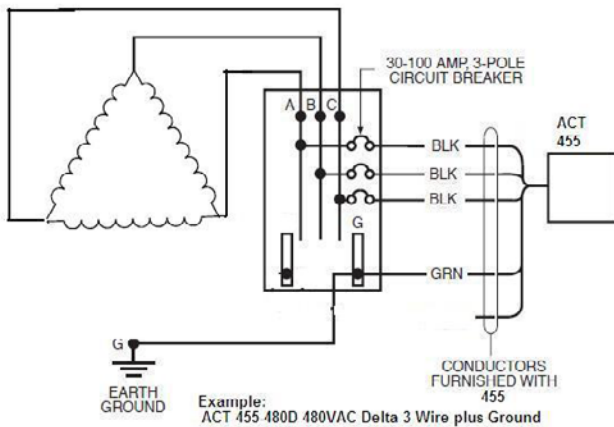 30-100 AMP, 3-POLE
CIRCUIT BREAKER
A B C
ACT
455
BLK
BLK
BLK
G
GRN
G
EARTH
GROUND
CONDUCTORS
FURNISHED WITH
455
Example:
ACT 455-480D 480VAC Delta 3 Wire plus Ground